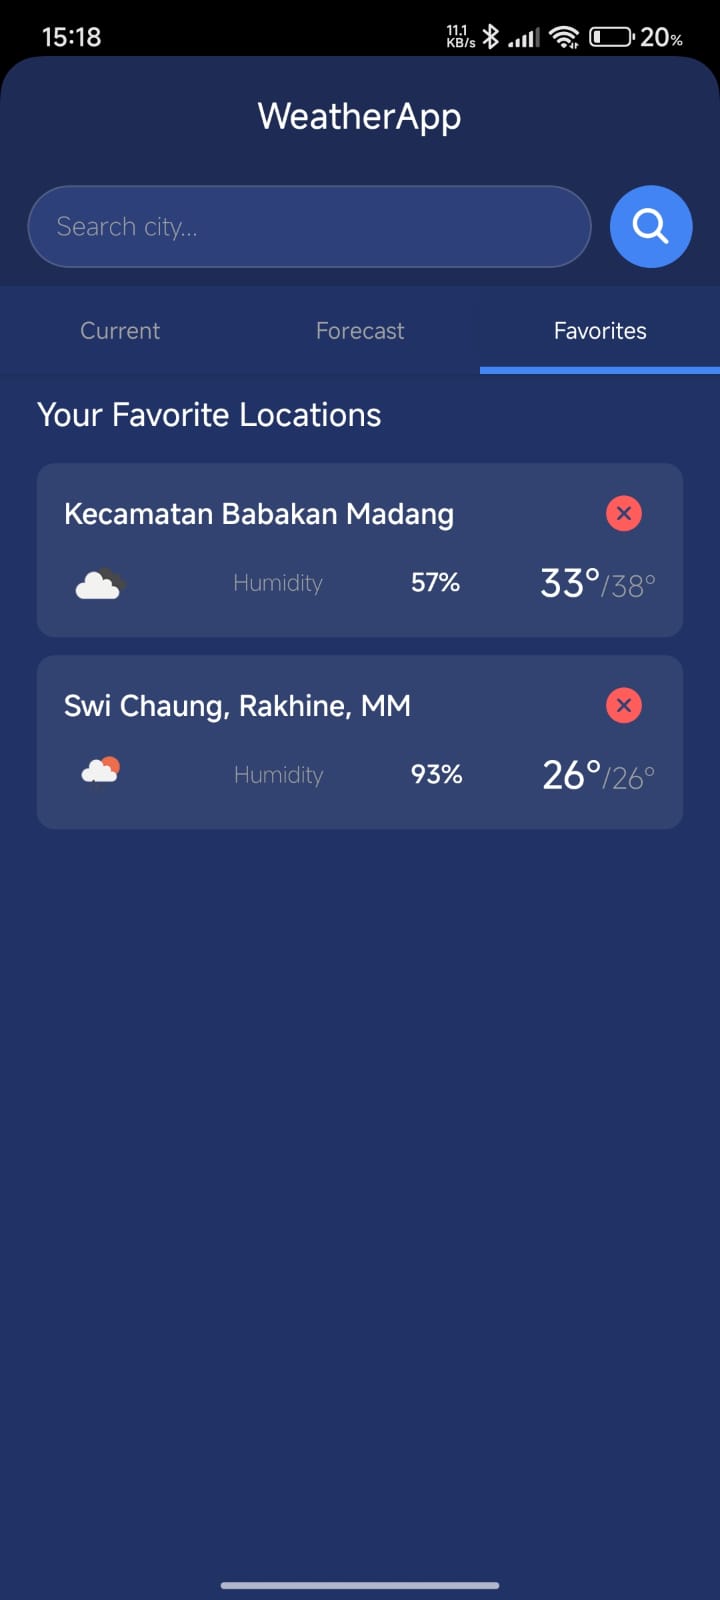 15:18
11.1
KB/s
20%
WeatherApp
Search city...
Current Forecast Favorites
Your Favorite Locations
Kecamatan Babakan Madang
Humidity 57% 33°/38°
Swi Chaung, Rakhine, MM
Humidity 93% 26°/26°